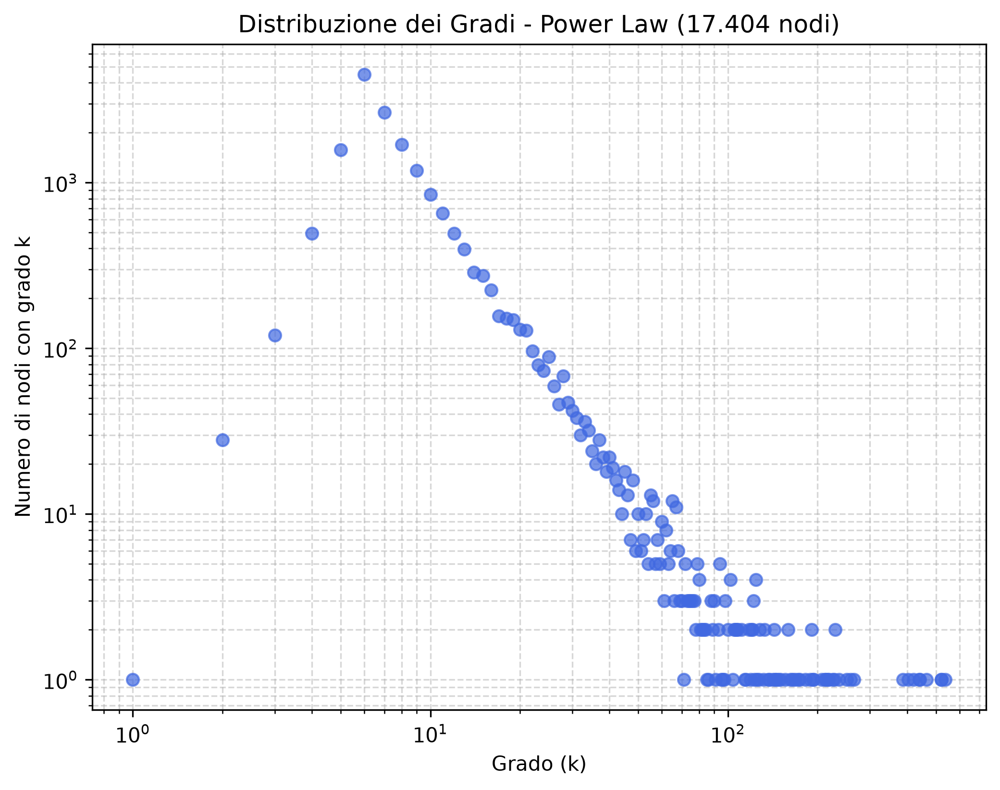 Distribuzione dei Gradi - Power Law (17.404 nodi)
Numero di nodi con grado k
10³
10²
10¹
10⁰
10⁰ 10¹ 10²
Grado (k)